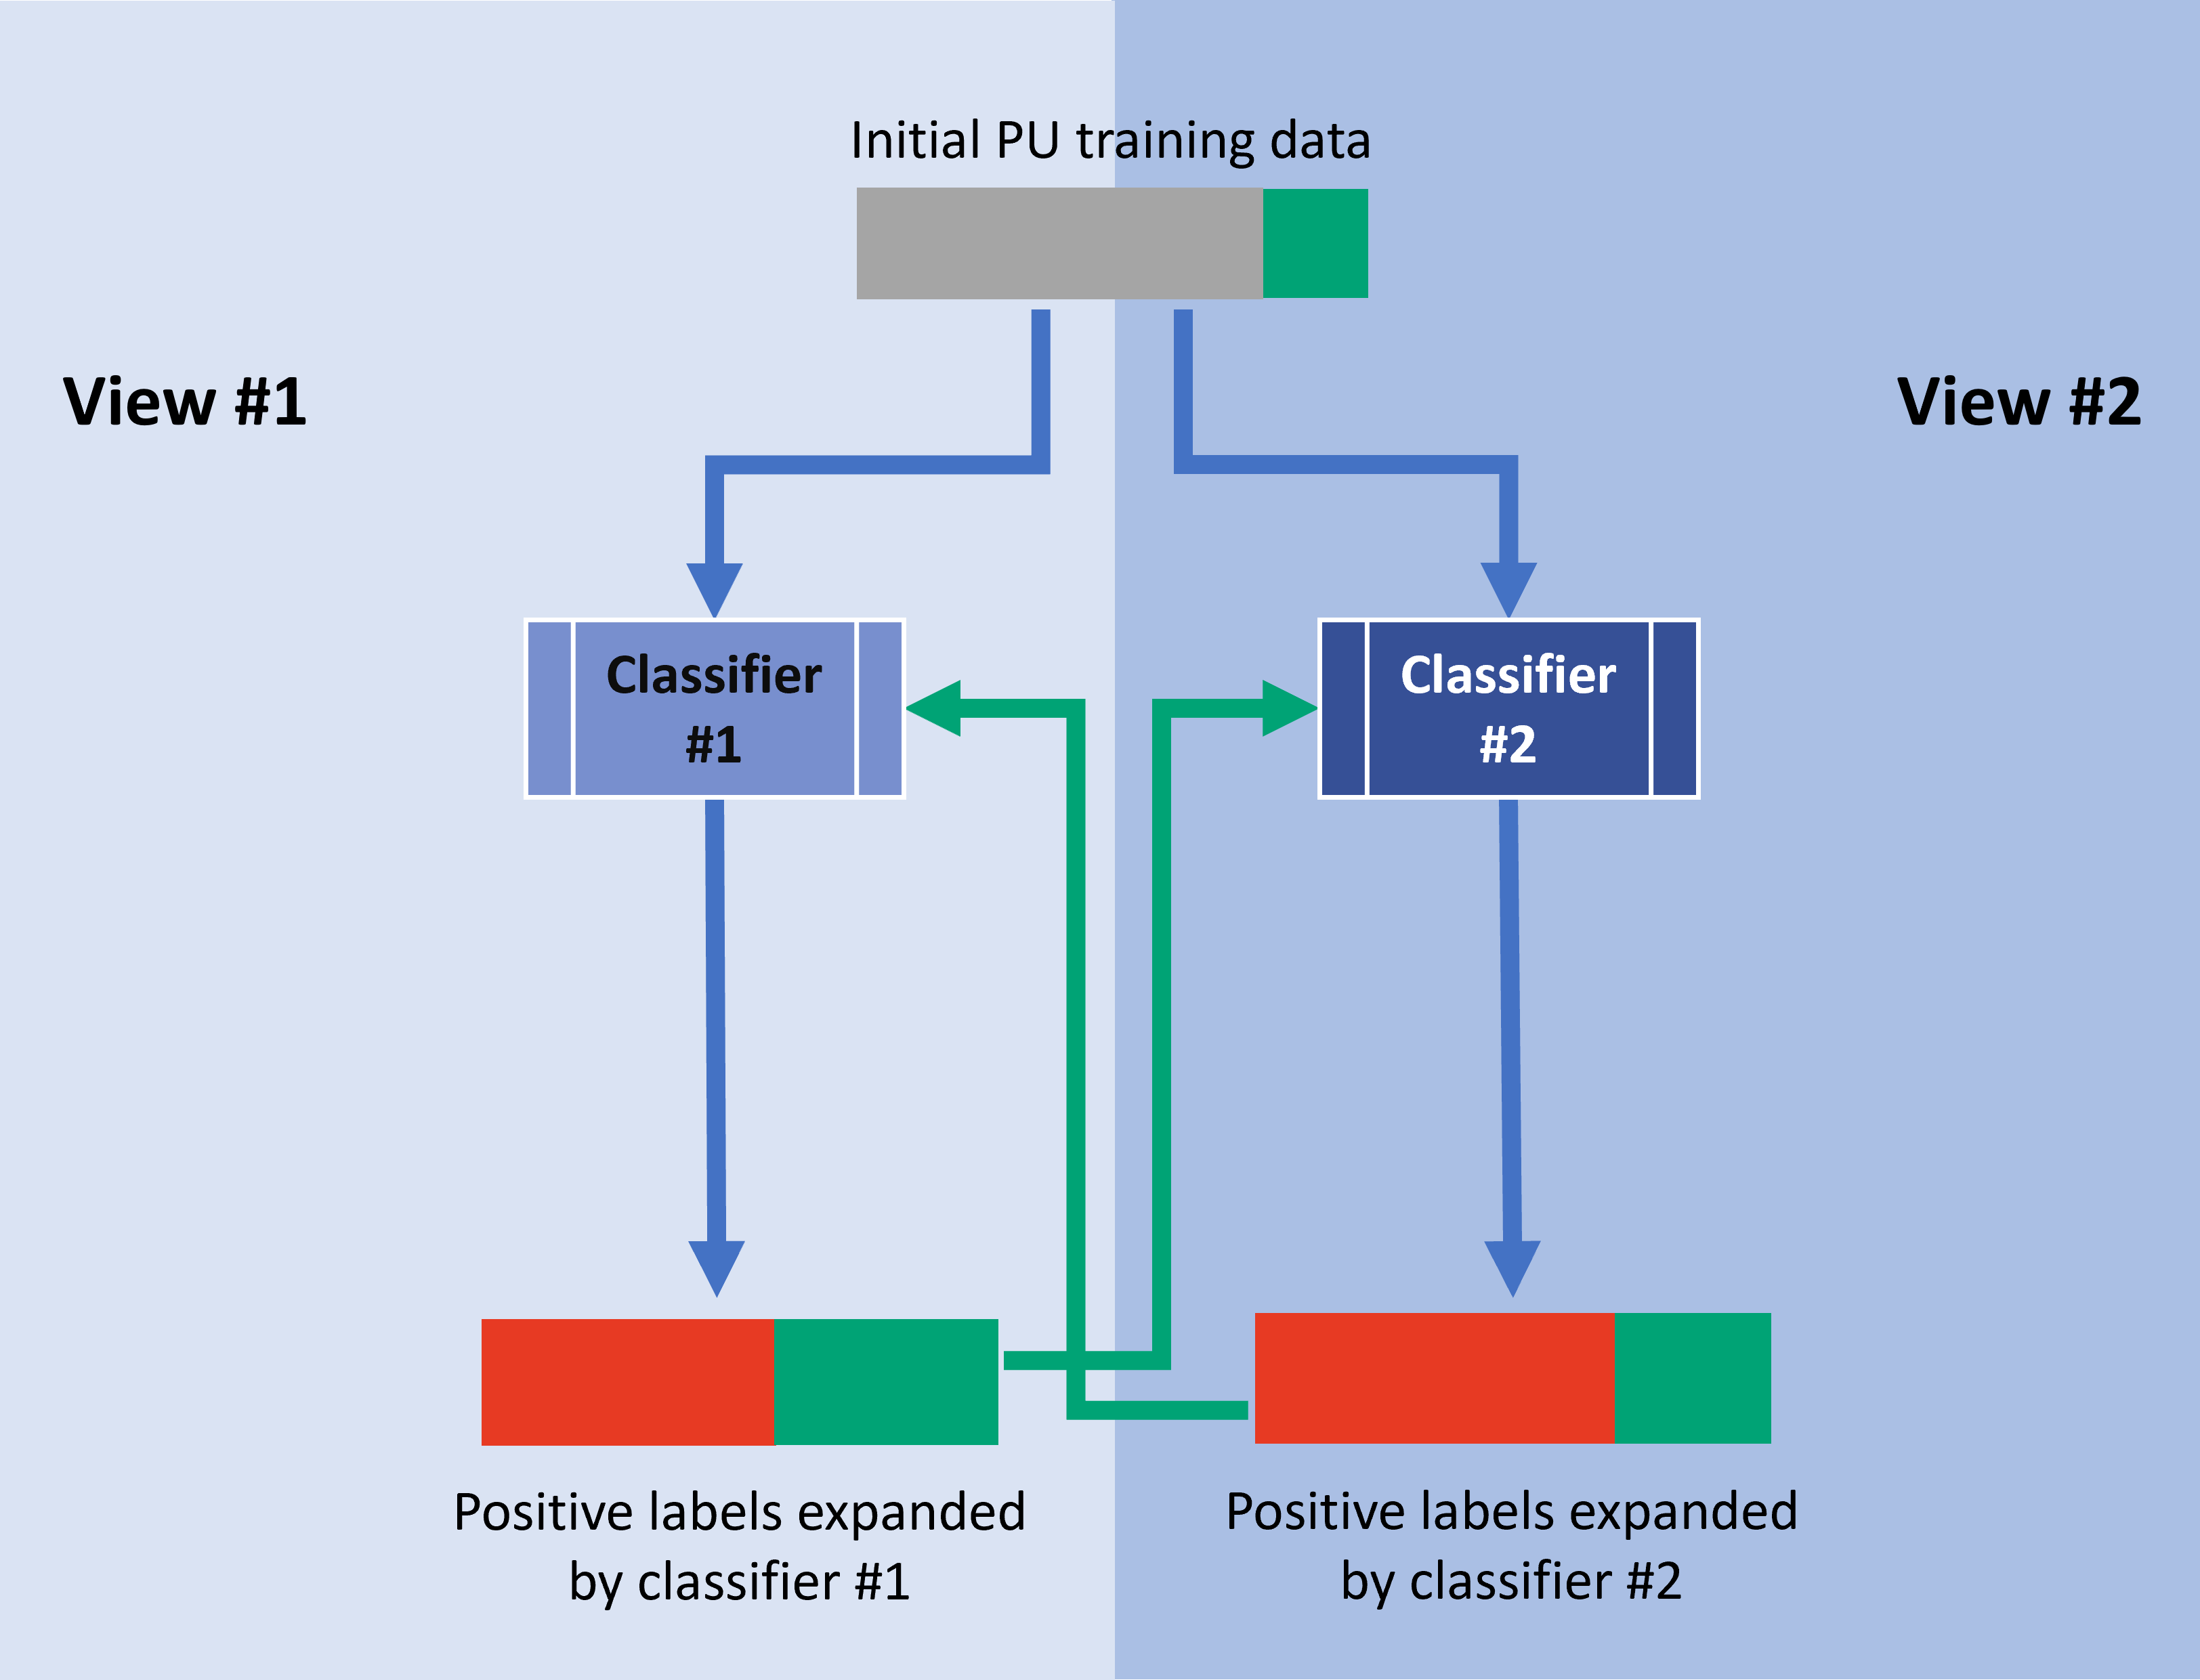 Initial PU training data
View #1
View #2
Classifier
#1
Classifier
#2
Positive labels expanded
by classifier #1
Positive labels expanded
by classifier #2